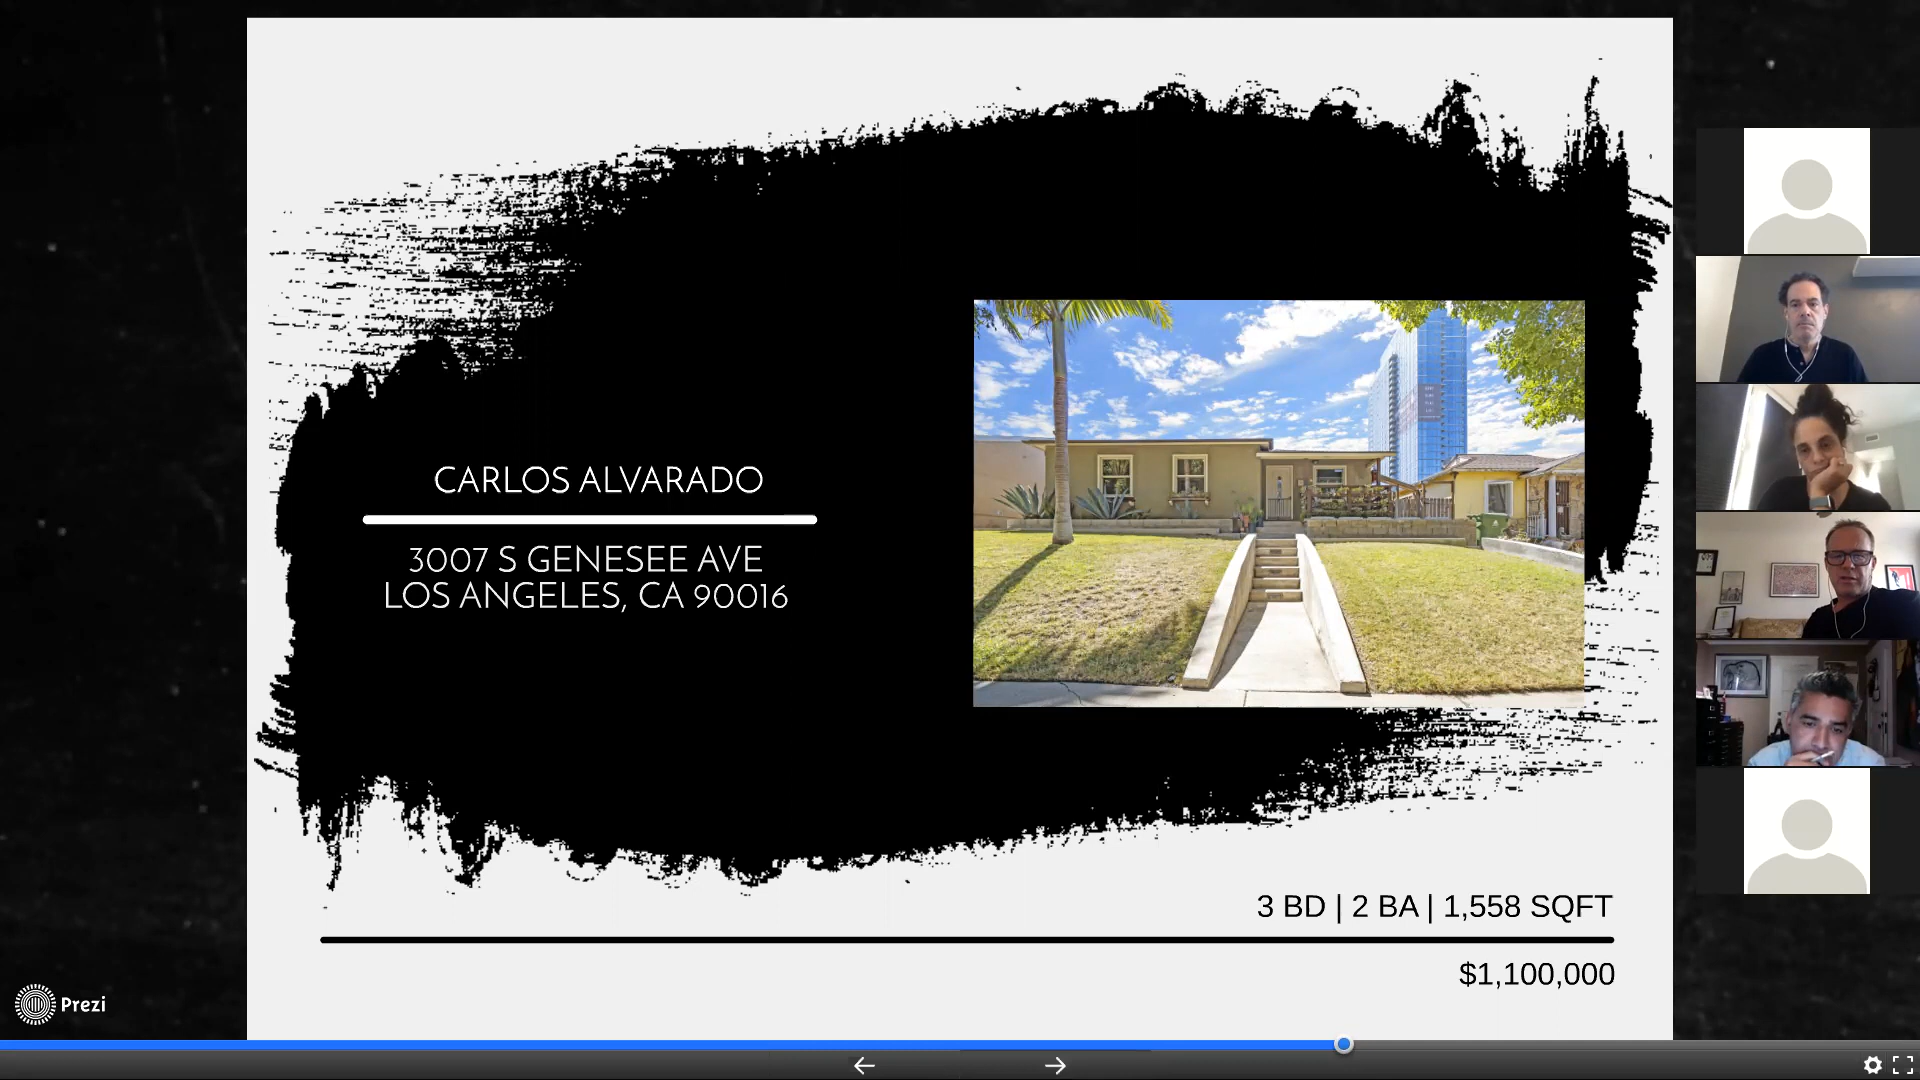 CARLOS ALVARADO
3007 S GENESEE AVE
LOS ANGELES, CA 90016
3 BD | 2 BA | 1,558 SQFT
$1,100,000
Prezi